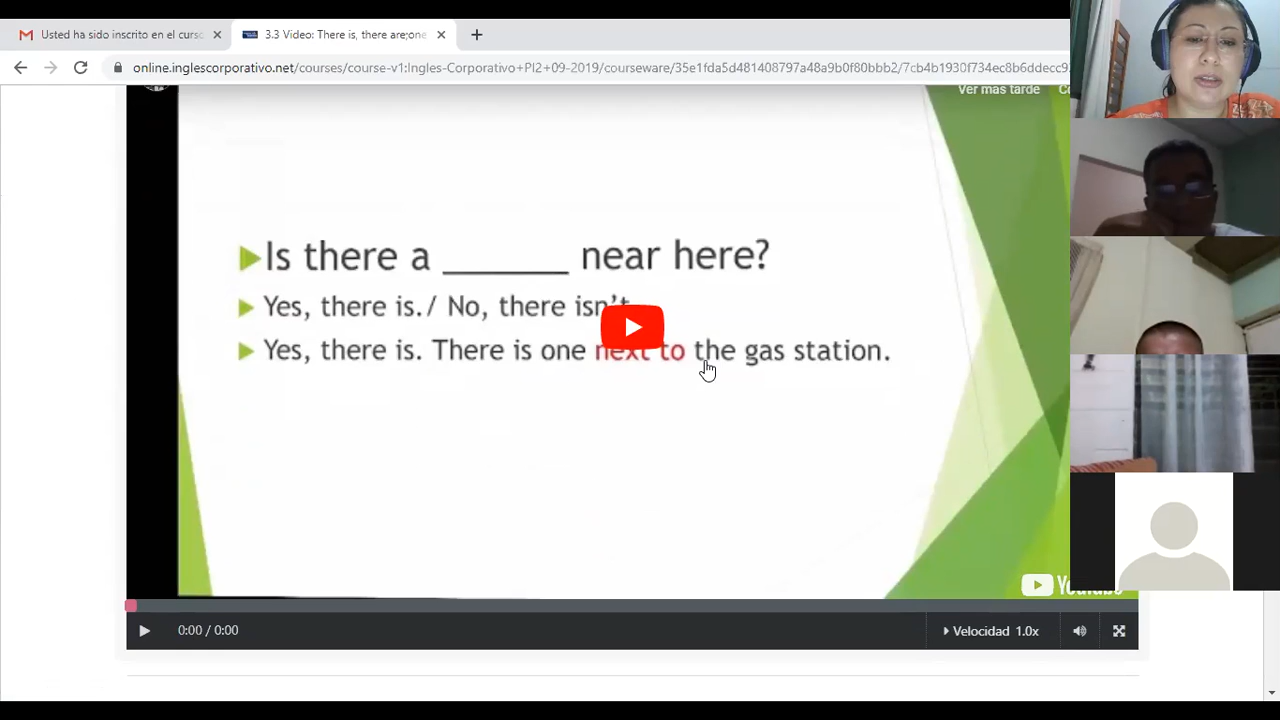 Usted ha sido inscrito en el curso
3.3 Video: There is, there are;one
online.inglescorporativo.net/courses/course-v1:Ingles-Corporativo+PI2+09-2019/courseware/35e1fda5d481408797a48a9b0f80bbb2/7cb4b1930f734ec8b6ddecc9
Ver más tarde
Is there a ______ near here?
Yes, there is./ No, there isn't
Yes, there is. There is one next to the gas station.
YouTube
0:00 / 0:00
Velocidad 1.0x